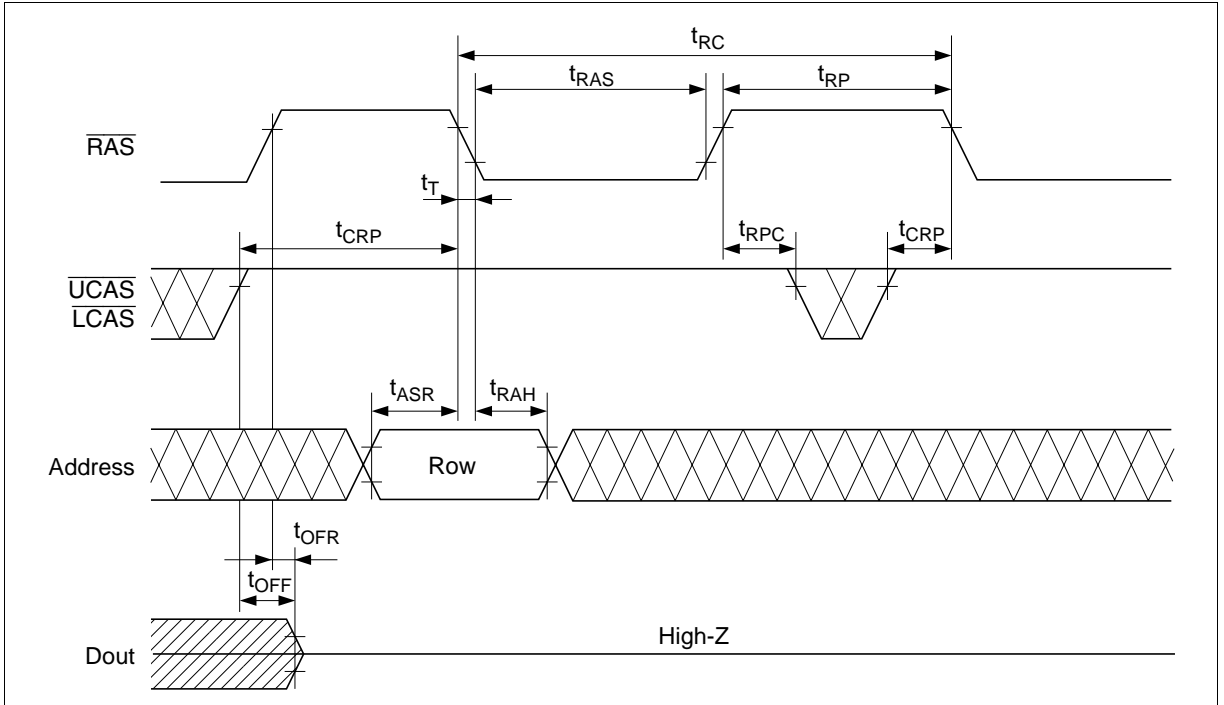 tRC
tRAS
tRP
RAS
tT
tCRP
tRPC
tCRP
UCAS
LCAS
tASR
tRAH
Address
Row
tOFR
tOFF
High-Z
Dout